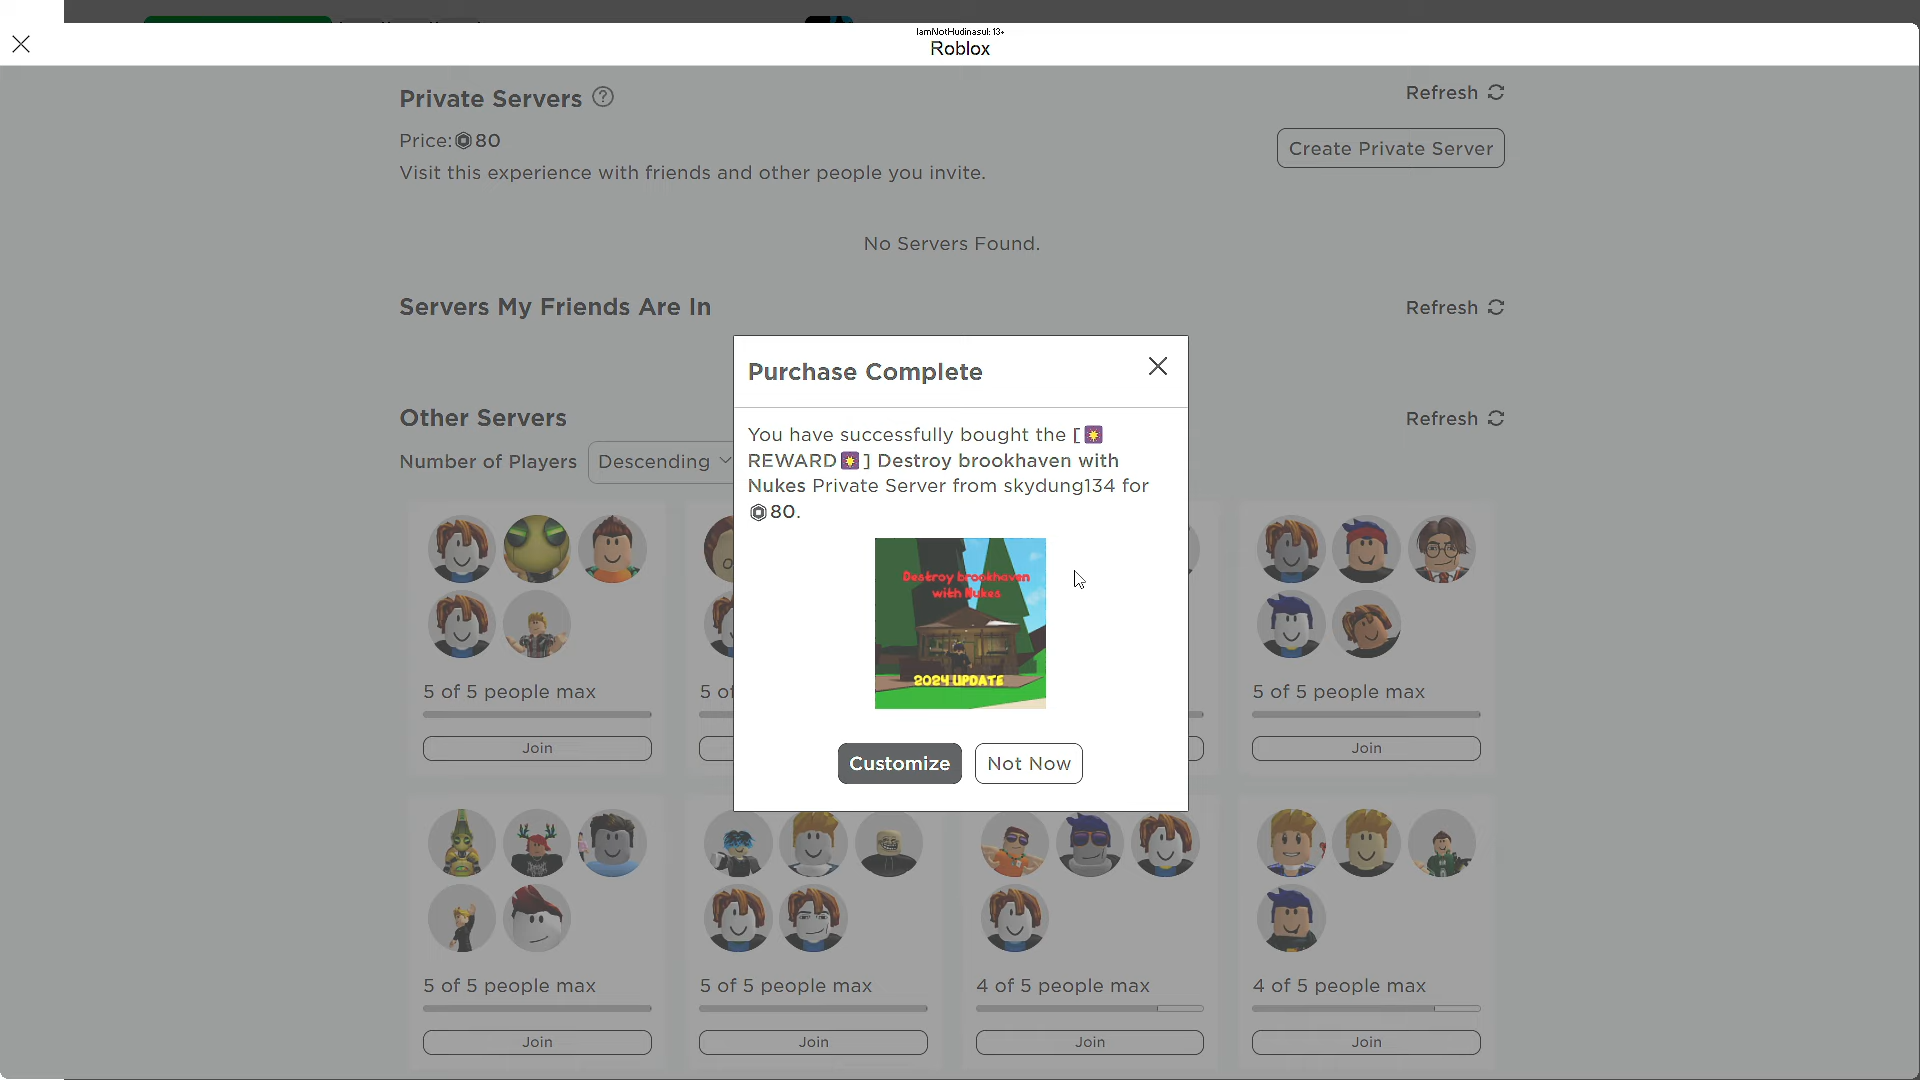 IamNotHudinasul: 13+
Roblox
Private Servers
Refresh
Price: 80
Create Private Server
Visit this experience with friends and other people you invite.
No Servers Found.
Servers My Friends Are In
Refresh
Other Servers
Refresh
Number of Players
Descending
Purchase Complete
You have successfully bought the [
REWARD ] Destroy brookhaven with
Nukes Private Server from skydung134 for
80.
Destroy brookhaven
with Nukes
2024 UPDATE
Customize
Not Now
5 of 5 people max
5 of 5 people max
Join
Join
5 of 5 people max
5 of 5 people max
4 of 5 people max
4 of 5 people max
Join
Join
Join
Join